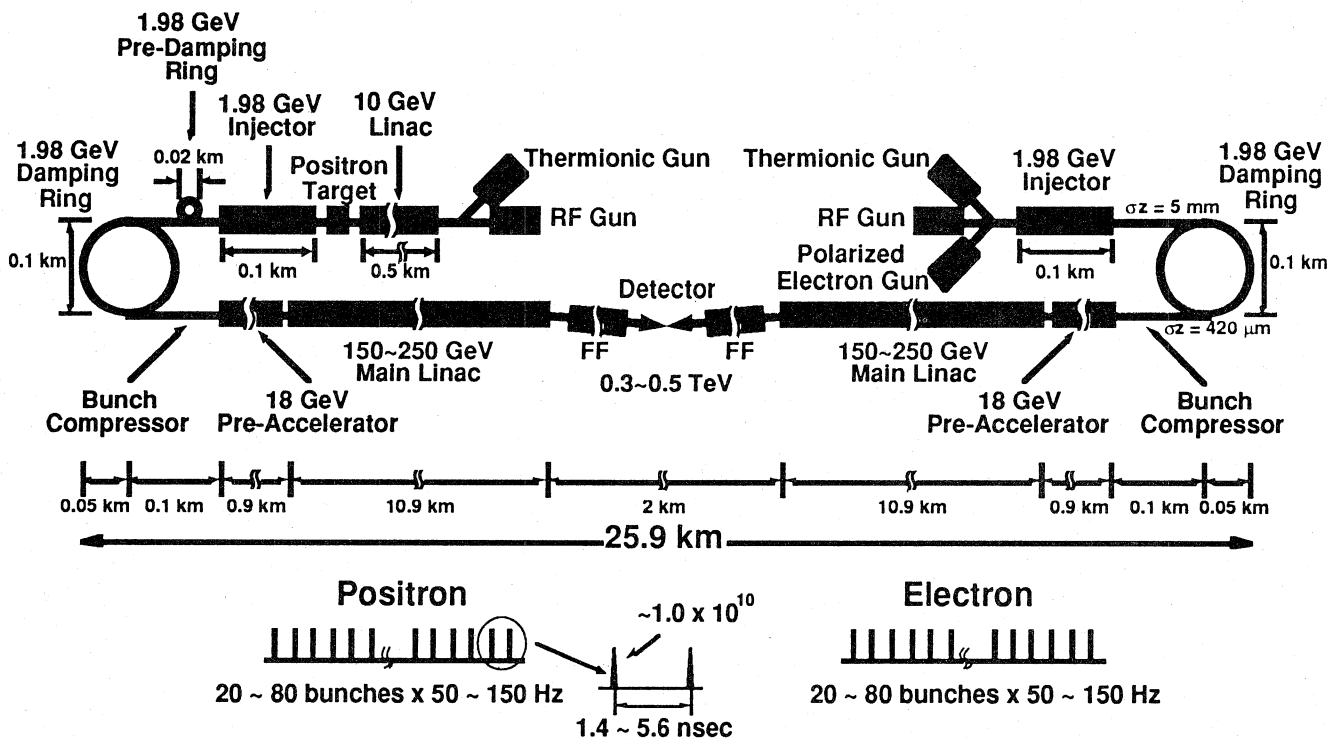 1.98 GeV
Pre-Damping
Ring
1.98 GeV
Injector
10 GeV
Linac
1.98 GeV
Damping
Ring
0.02 km
Positron
Target
Thermionic Gun
RF Gun
0.1 km
0.1 km
0.5 km
Thermionic Gun
RF Gun
Polarized
Electron Gun
1.98 GeV
Injector
1.98 GeV
Damping
Ring
σz = 5 mm
0.1 km
0.1 km
σz = 420 μm
Detector
FF
FF
150~250 GeV
Main Linac
0.3~0.5 TeV
150~250 GeV
Main Linac
Bunch
Compressor
18 GeV
Pre-Accelerator
18 GeV
Pre-Accelerator
Bunch
Compressor
0.05 km
0.1 km
0.9 km
10.9 km
2 km
10.9 km
0.9 km
0.1 km
0.05 km
25.9 km
Positron
~1.0 x 10¹⁰
Electron
20 ~ 80 bunches x 50 ~ 150 Hz
1.4 ~ 5.6 nsec
20 ~ 80 bunches x 50 ~ 150 Hz